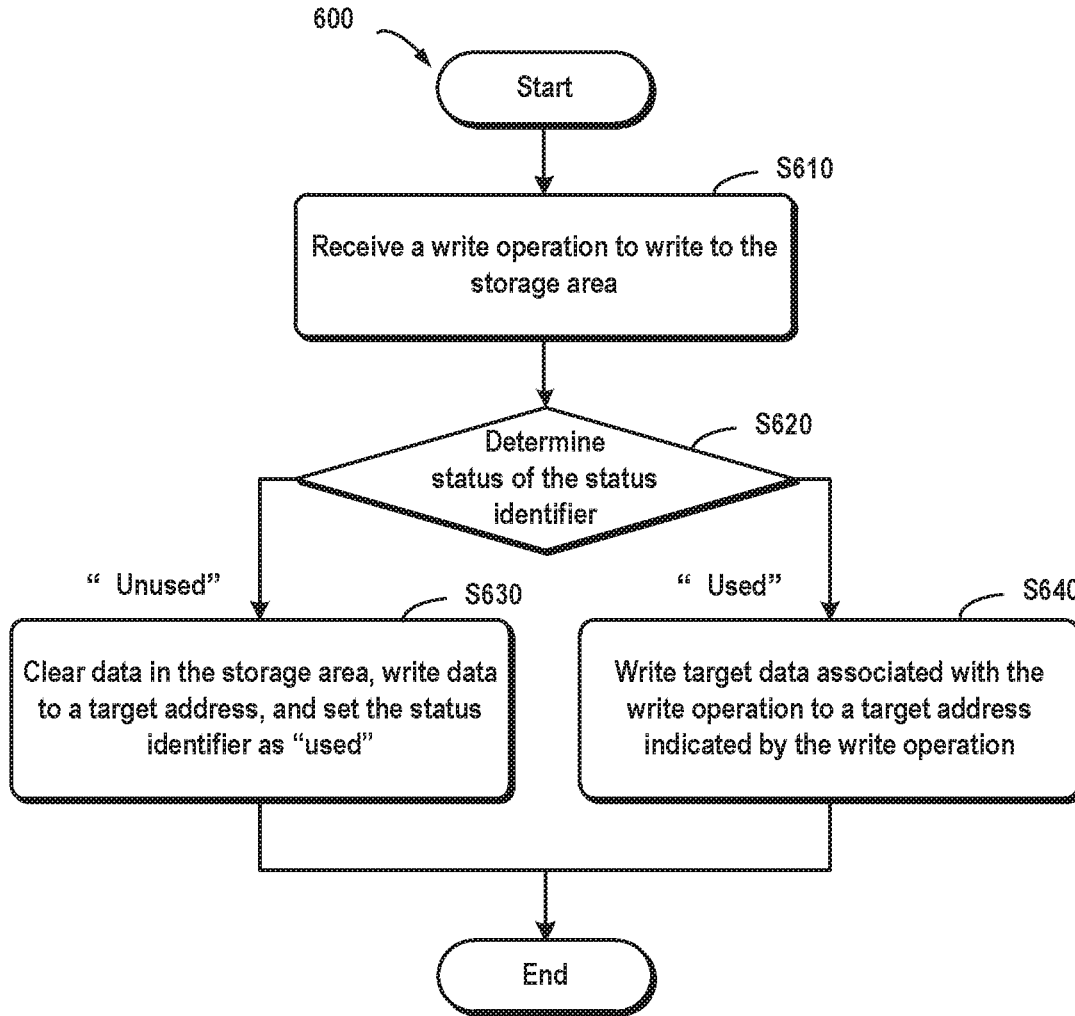 600
Start
S610
Receive a write operation to write to the
storage area
S620
Determine
status of the status
identifier
“ Unused”
“ Used”
S630
S640
Clear data in the storage area, write data
to a target address, and set the status
identifier as “used”
Write target data associated with the
write operation to a target address
indicated by the write operation
End